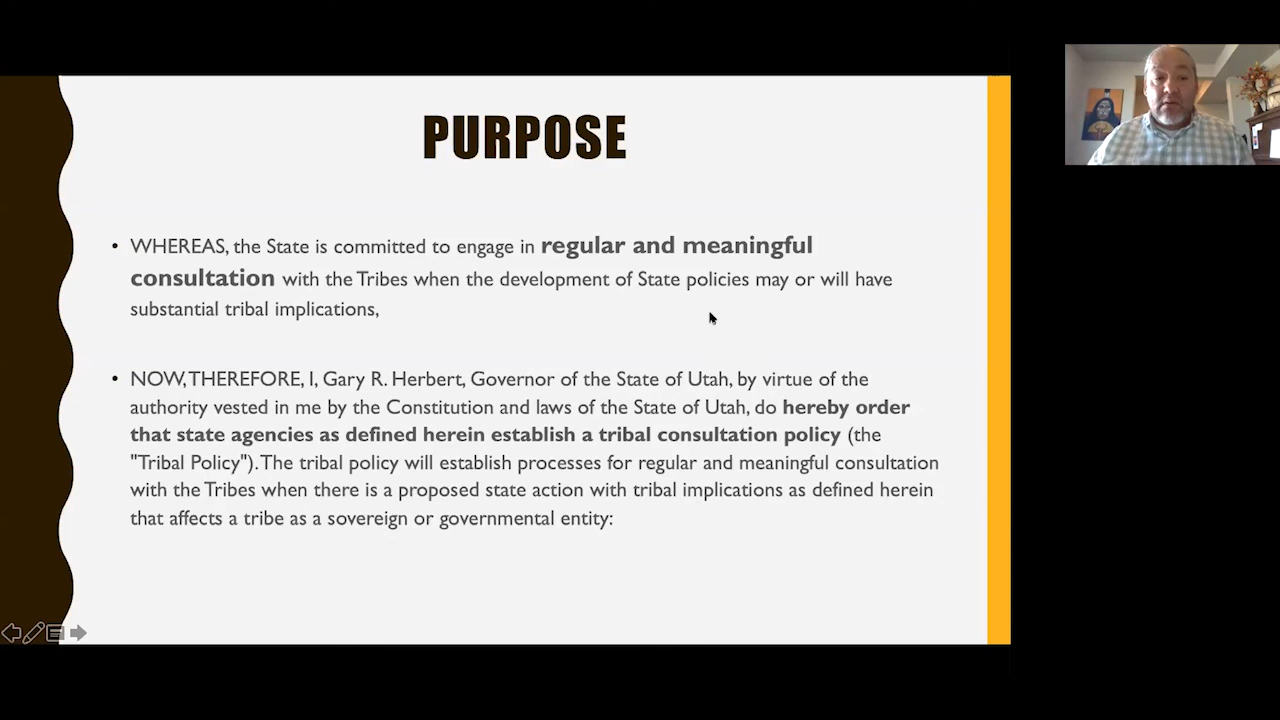 PURPOSE
• WHEREAS, the State is committed to engage in regular and meaningful
consultation with the Tribes when the development of State policies may or will have
substantial tribal implications,
• NOW, THEREFORE, I, Gary R. Herbert, Governor of the State of Utah, by virtue of the
authority vested in me by the Constitution and laws of the State of Utah, do hereby order
that state agencies as defined herein establish a tribal consultation policy (the
"Tribal Policy"). The tribal policy will establish processes for regular and meaningful consultation
with the Tribes when there is a proposed state action with tribal implications as defined herein
that affects a tribe as a sovereign or governmental entity: